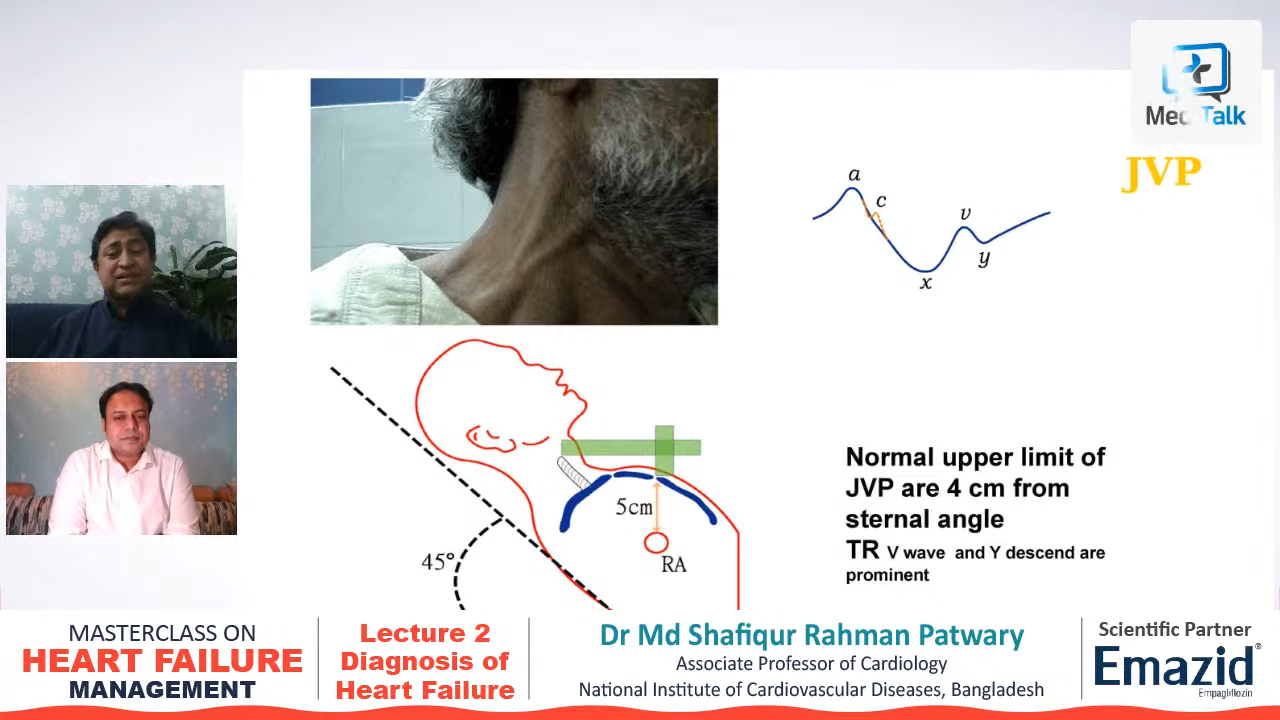 MediTalk
JVP
a
c
v
y
x
5cm
RA
45°
Normal upper limit of
JVP are 4 cm from
sternal angle
TR V wave and Y descend are
prominent
MASTERCLASS ON
HEART FAILURE
MANAGEMENT
Lecture 2
Diagnosis of
Heart Failure
Dr Md Shafiqur Rahman Patwary
Associate Professor of Cardiology
National Institute of Cardiovascular Diseases, Bangladesh
Scientific Partner
Emazid®
Empagliflozin